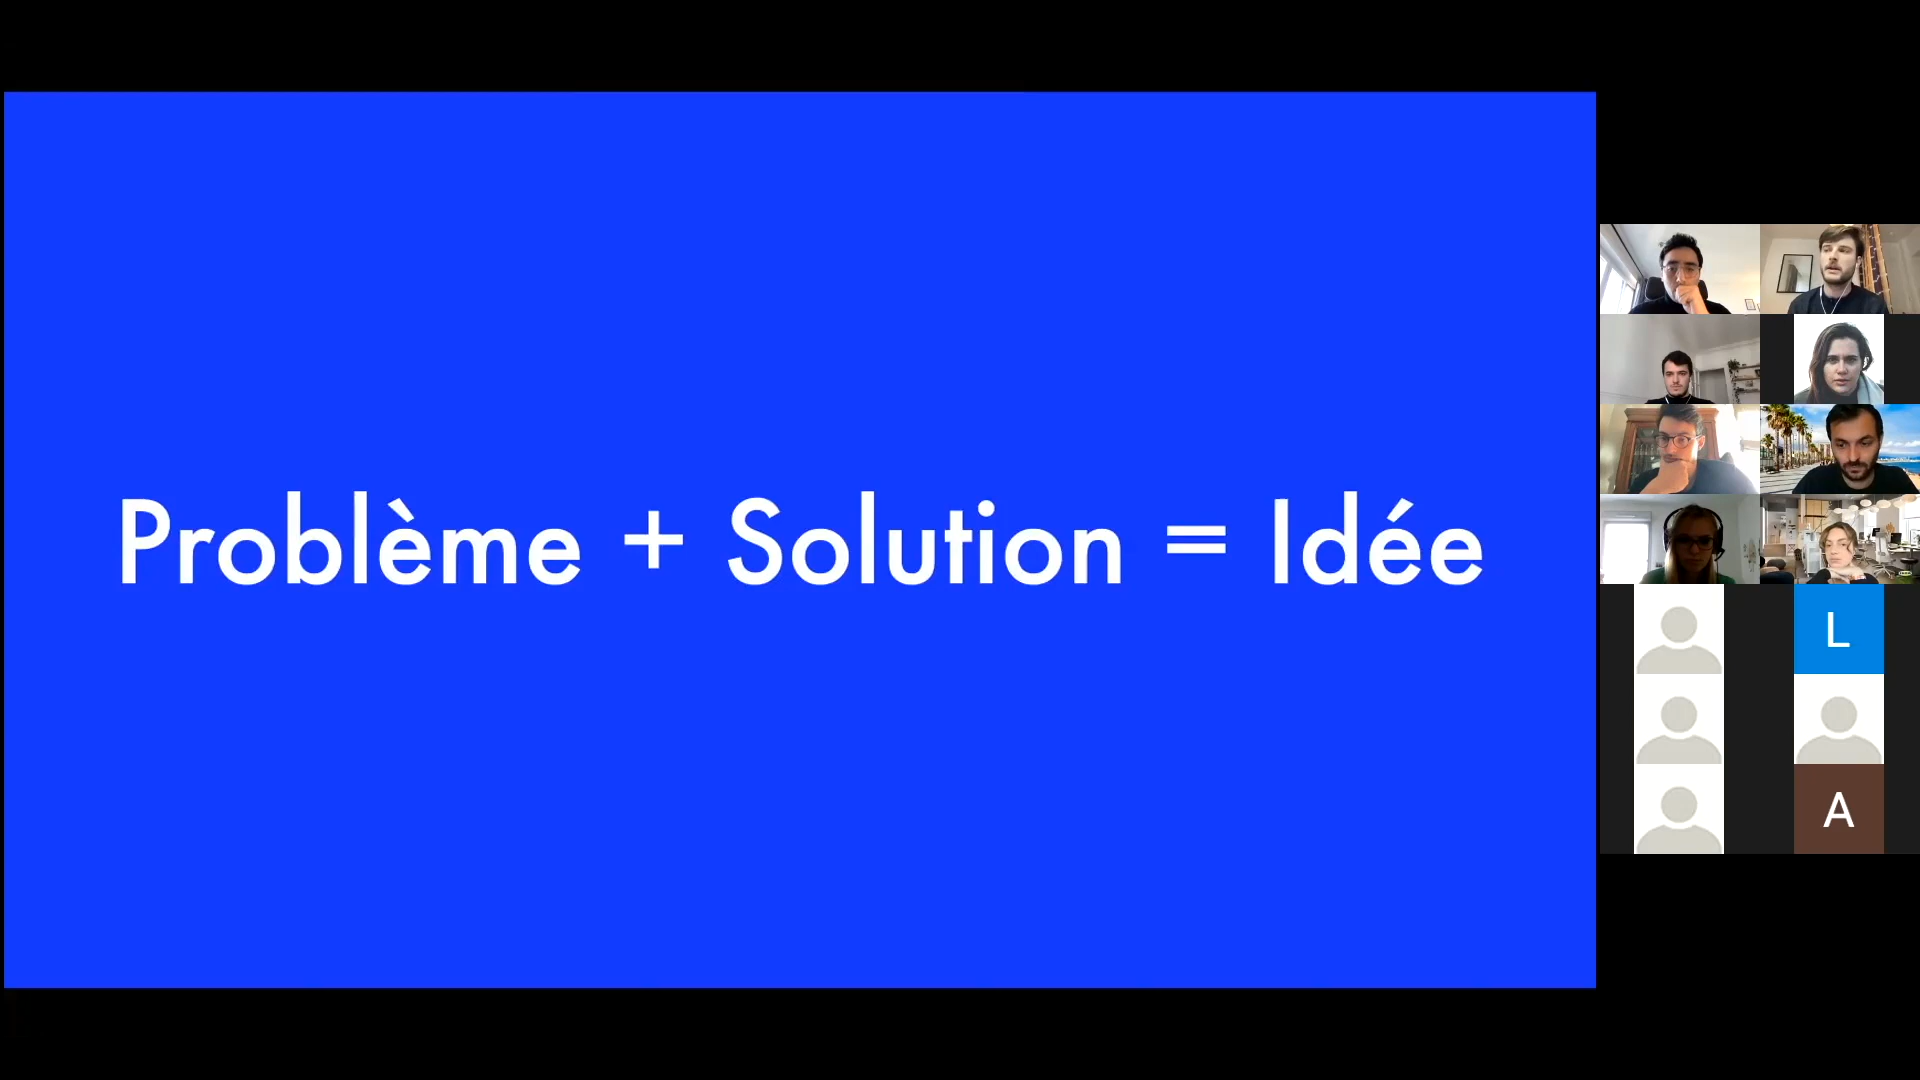 Problème + Solution = Idée
L
A